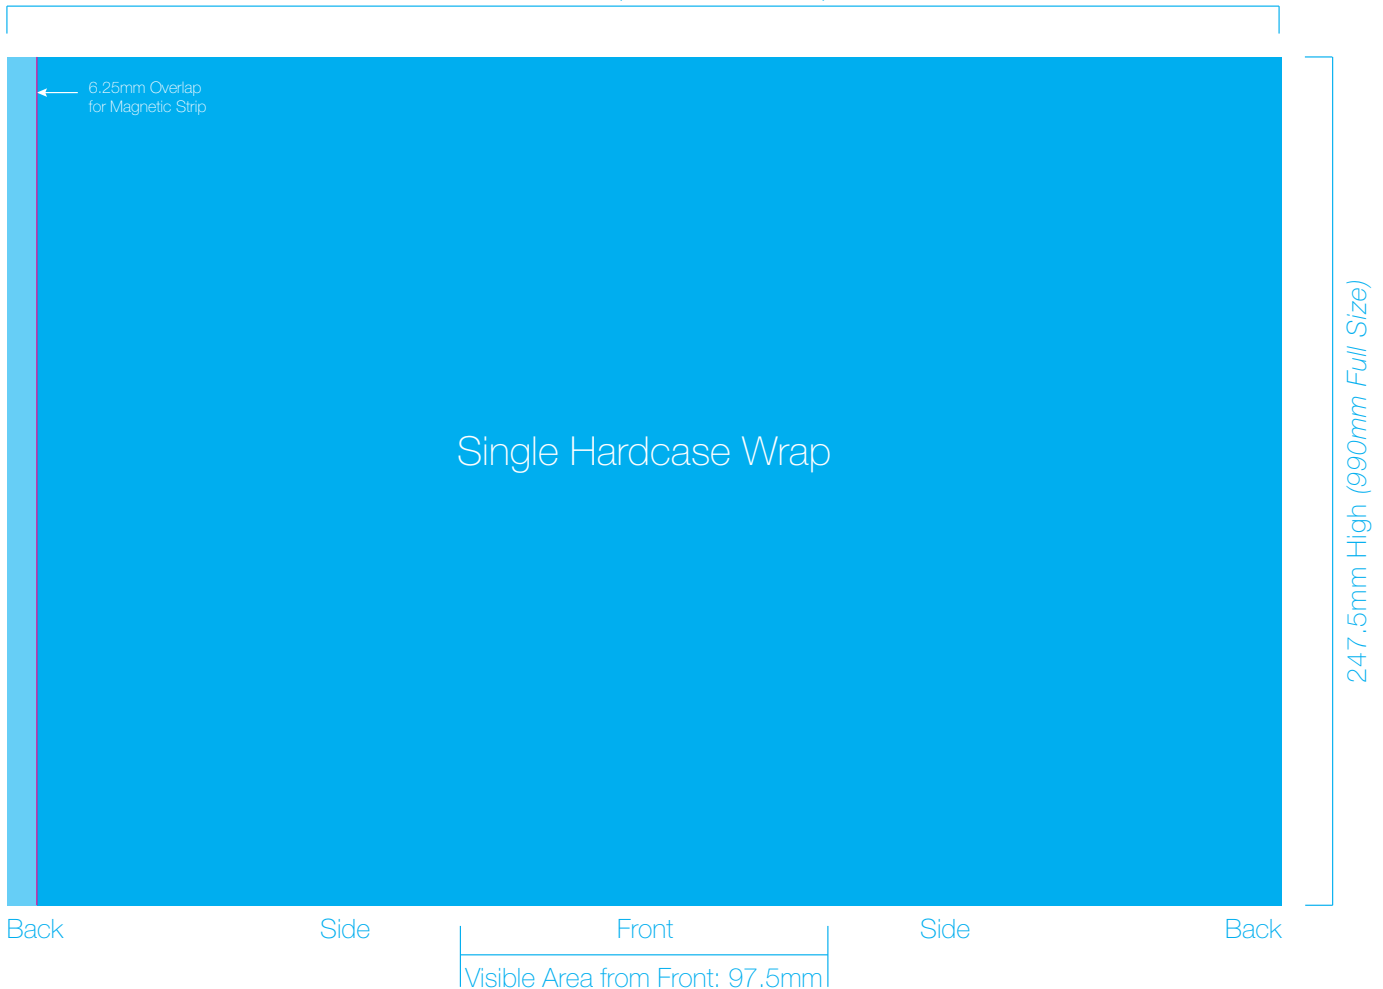 6.25mm Overlap
for Magnetic Strip
Single Hardcase Wrap
247.5mm High (990mm Full Size)
Back Side Front Side Back
Visible Area from Front: 97.5mm